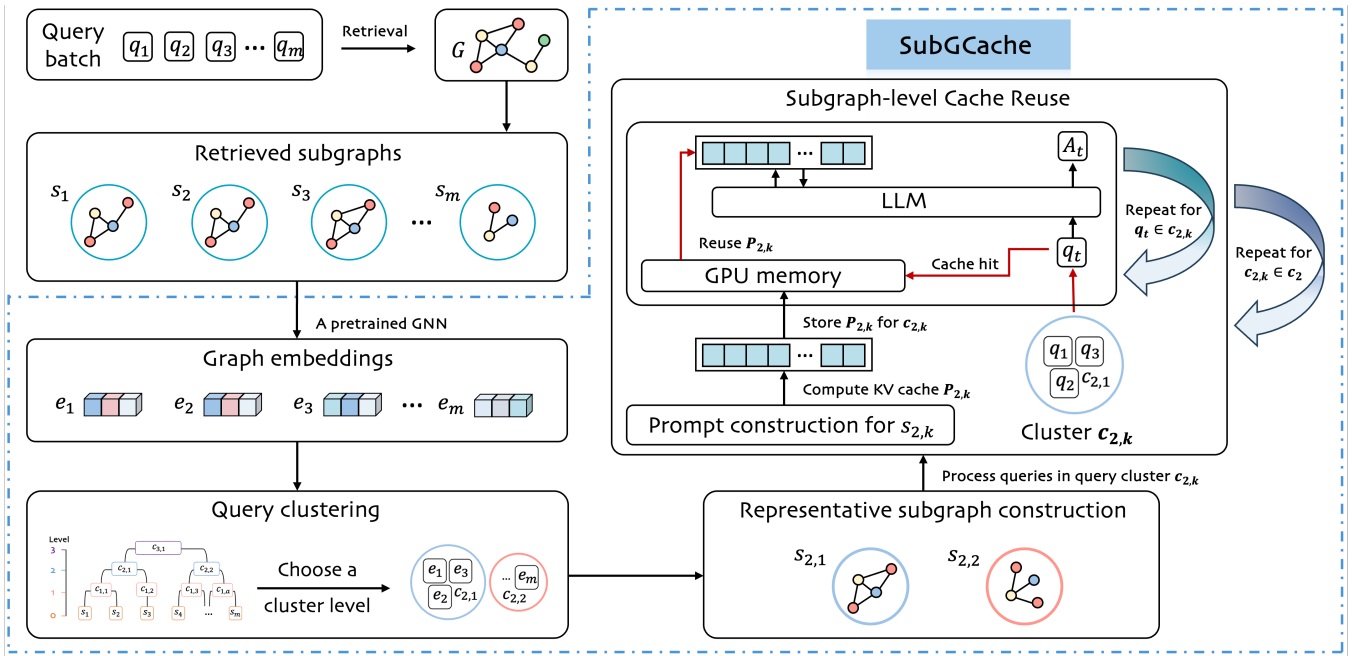 Query
batch
q₁ q₂ q₃ ... qₘ
Retrieval
G
Retrieved subgraphs
s₁ s₂ s₃ ... sₘ
A pretrained GNN
Graph embeddings
e₁ e₂ e₃ ... eₘ
Query clustering
Level
3
2
1
0
c₃,₁
c₂,₁ c₂,₂
c₁,₁ c₁,₂ c₁,₃ c₁,ₐ
s₁ s₂ s₃ s₄ ... sₘ
Choose a
cluster level
e₁ e₃
e₂ c₂,₁
... eₘ
c₂,₂
Representative subgraph construction
s₂,₁ s₂,₂
Process queries in query cluster c₂,ₖ
SubGCache
Subgraph-level Cache Reuse
...
Aₜ
LLM
Reuse P₂,ₖ
qₜ
Cache hit
GPU memory
Store P₂,ₖ for c₂,ₖ
...
Compute KV cache P₂,ₖ
Prompt construction for s₂,ₖ
q₁ q₃
q₂ c₂,₁
Cluster c₂,ₖ
Repeat for
qₜ ∈ c₂,ₖ
Repeat for
c₂,ₖ ∈ c₂